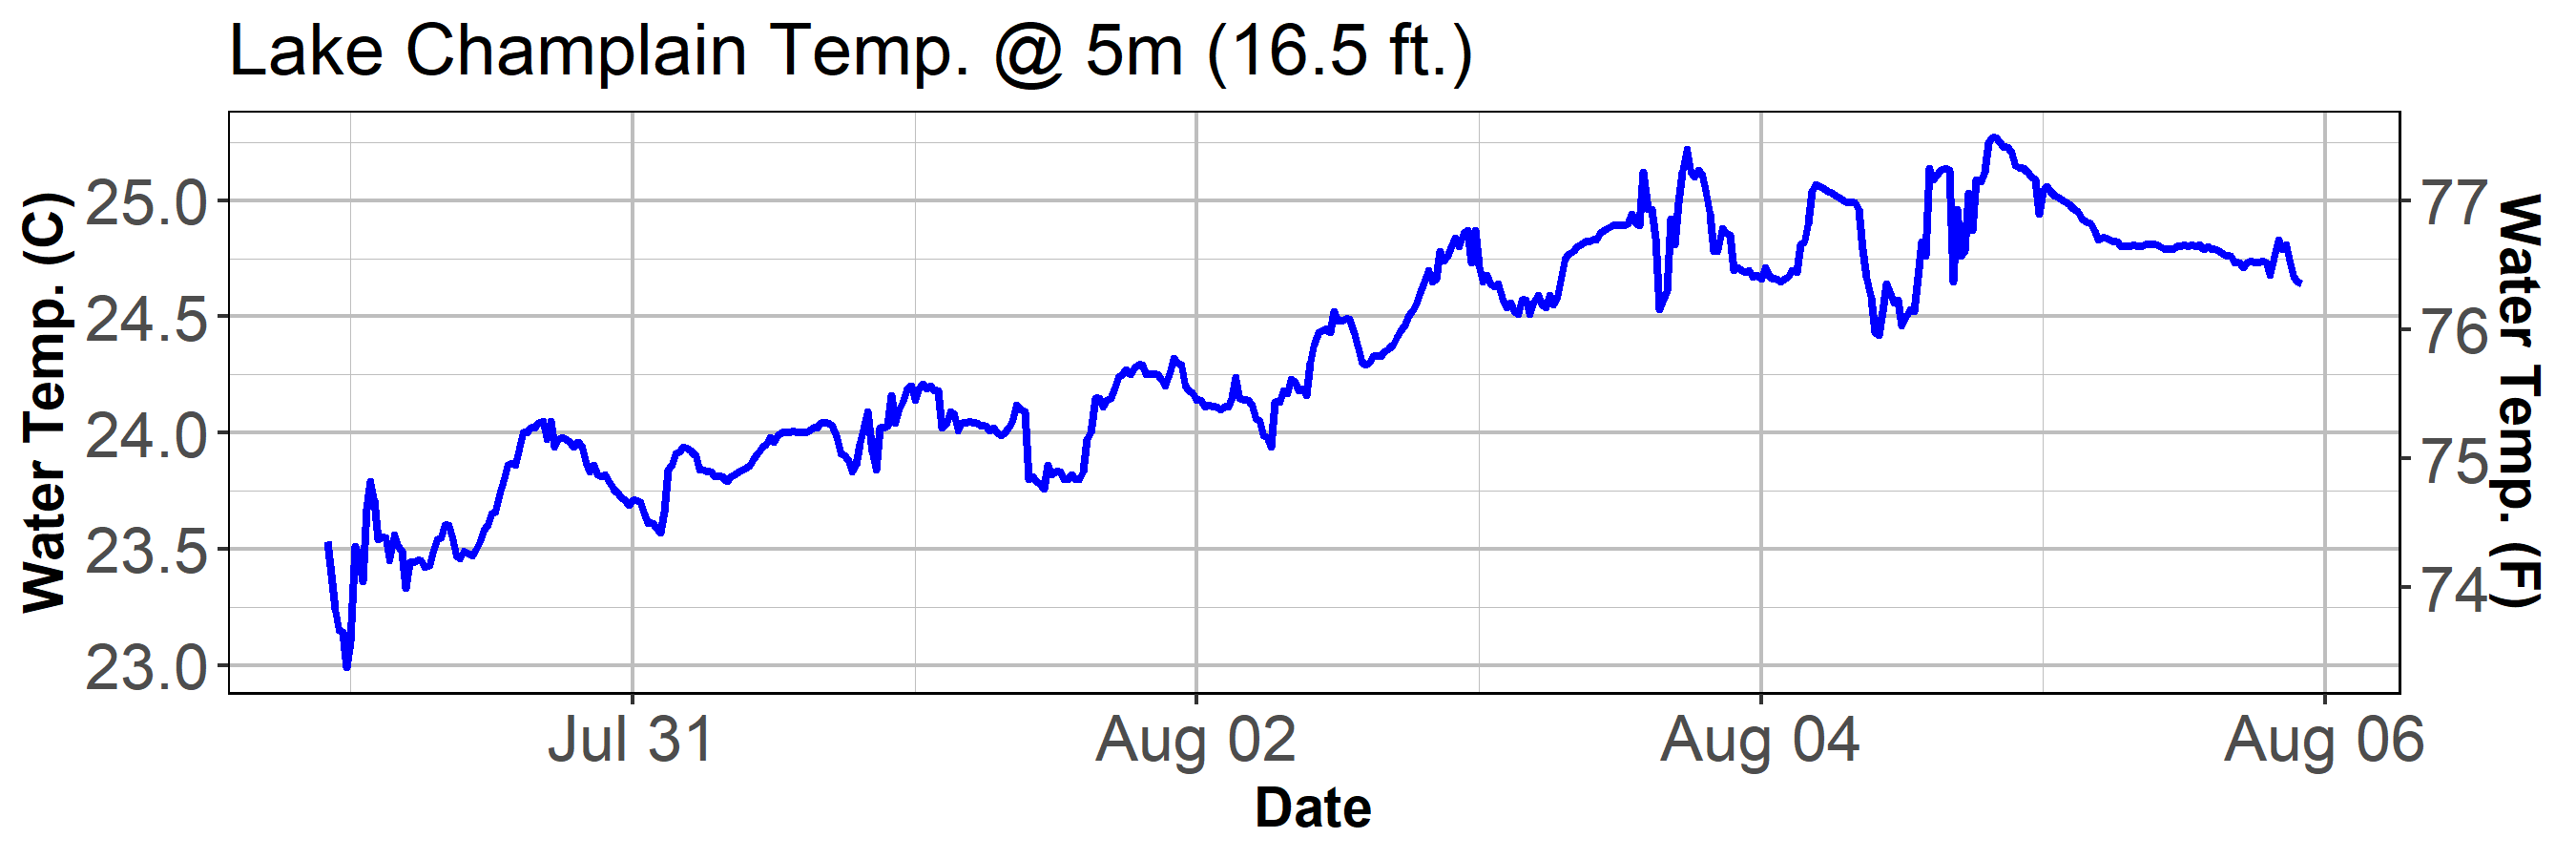 Lake Champlain Temp. @ 5m (16.5 ft.)
Water Temp. (C)
25.0
24.5
24.0
23.5
23.0
77
76
75
74
Water Temp. (F)
Jul 31 Aug 02 Aug 04 Aug 06
Date